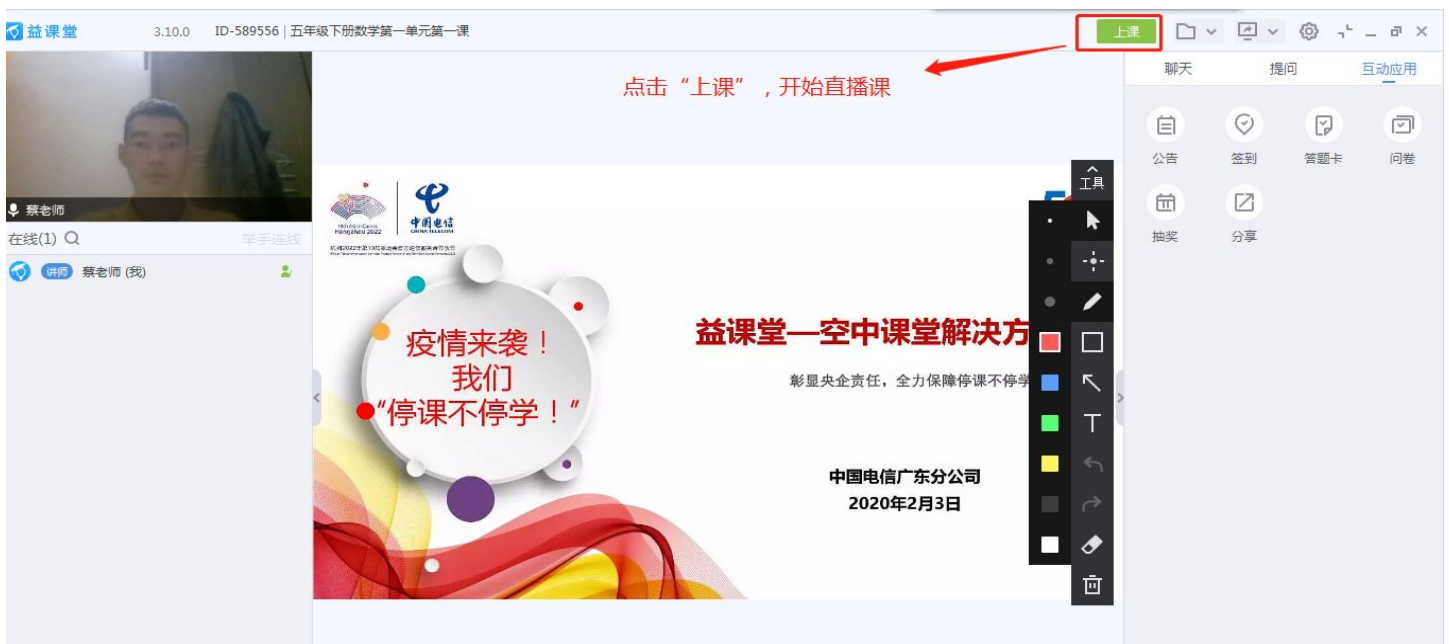 益课堂 3.10.0 ID-589556 | 五年级下册数学第一单元第一课 上课
点击“上课”，开始直播课
聊天 提问 互动应用
公告 签到 答题卡 问卷
抽奖 分享
蔡老师
在线(1) 举手连线
讲师 蔡老师 (我)
工具
Hangzhou 2022
中国电信
CHINA TELECOM
疫情来袭！
我们
“停课不停学！”
益课堂—空中课堂解决方
彰显央企责任，全力保障停课不停学
中国电信广东分公司
2020年2月3日
T